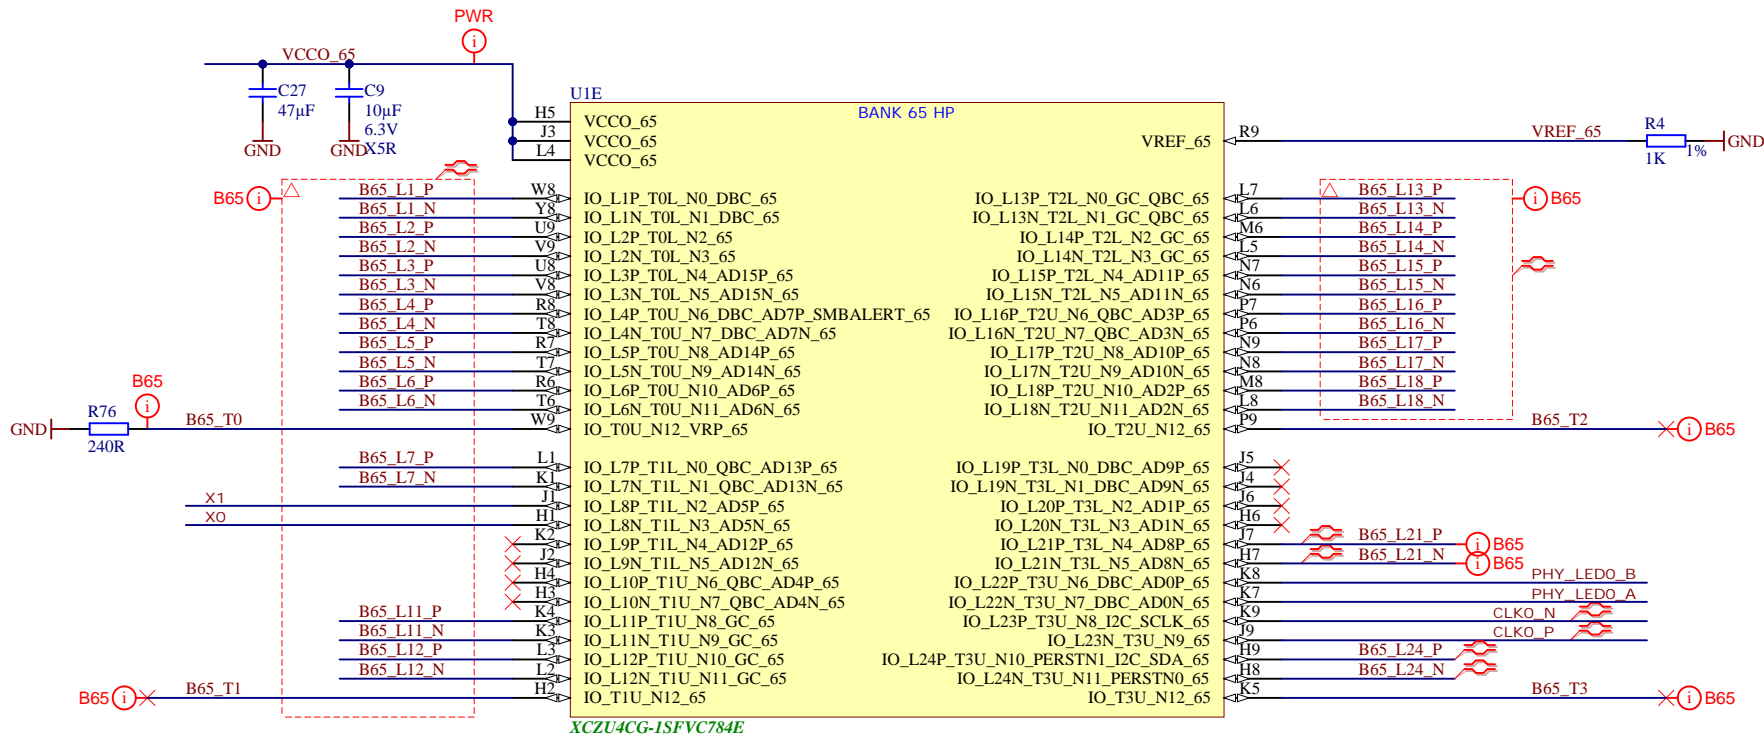 PWR
VCCO_65
C27
47µF
GND
C9
10µF
6.3V
X5R
GND
U1E
BANK 65 HP
H5 VCCO_65
J3 VCCO_65
L4 VCCO_65
VREF_65 R9 VREF_65
R4
1K
1%
GND
B65 i
B65_L1_P W8 IO_L1P_T0L_N0_DBC_65
B65_L1_N Y8 IO_L1N_T0L_N1_DBC_65
B65_L2_P U9 IO_L2P_T0L_N2_65
B65_L2_N V9 IO_L2N_T0L_N3_65
B65_L3_P U8 IO_L3P_T0L_N4_AD15P_65
B65_L3_N V8 IO_L3N_T0L_N5_AD15N_65
B65_L4_P R8 IO_L4P_T0U_N6_DBC_AD7P_SMBALERT_65
B65_L4_N T8 IO_L4N_T0U_N7_DBC_AD7N_65
B65_L5_P R7 IO_L5P_T0U_N8_AD14P_65
B65_L5_N T7 IO_L5N_T0U_N9_AD14N_65
B65_L6_P R6 IO_L6P_T0U_N10_AD6P_65
B65_L6_N T6 IO_L6N_T0U_N11_AD6N_65
B65
i
GND
R76
240R
B65_T0 W9 IO_T0U_N12_VRP_65
B65_L7_P L1 IO_L7P_T1L_N0_QBC_AD13P_65
B65_L7_N K1 IO_L7N_T1L_N1_QBC_AD13N_65
X1 J1 IO_L8P_T1L_N2_AD5P_65
X0 H1 IO_L8N_T1L_N3_AD5N_65
K2 IO_L9P_T1L_N4_AD12P_65
J2 IO_L9N_T1L_N5_AD12N_65
H4 IO_L10P_T1U_N6_QBC_AD4P_65
H3 IO_L10N_T1U_N7_QBC_AD4N_65
B65_L11_P K4 IO_L11P_T1U_N8_GC_65
B65_L11_N K3 IO_L11N_T1U_N9_GC_65
B65_L12_P L3 IO_L12P_T1U_N10_GC_65
B65_L12_N L2 IO_L12N_T1U_N11_GC_65
B65 i B65_T1 H2 IO_T1U_N12_65
IO_L13P_T2L_N0_GC_QBC_65 L7 B65_L13_P
i B65
IO_L13N_T2L_N1_GC_QBC_65 L6 B65_L13_N
IO_L14P_T2L_N2_GC_65 M6 B65_L14_P
IO_L14N_T2L_N3_GC_65 L5 B65_L14_N
IO_L15P_T2L_N4_AD11P_65 N7 B65_L15_P
IO_L15N_T2L_N5_AD11N_65 N6 B65_L15_N
IO_L16P_T2U_N6_QBC_AD3P_65 P7 B65_L16_P
IO_L16N_T2U_N7_QBC_AD3N_65 P6 B65_L16_N
IO_L17P_T2U_N8_AD10P_65 N9 B65_L17_P
IO_L17N_T2U_N9_AD10N_65 N8 B65_L17_N
IO_L18P_T2U_N10_AD2P_65 M8 B65_L18_P
IO_L18N_T2U_N11_AD2N_65 L8 B65_L18_N
IO_T2U_N12_65 P9 B65_T2 i B65
IO_L19P_T3L_N0_DBC_AD9P_65 J5
IO_L19N_T3L_N1_DBC_AD9N_65 J4
IO_L20P_T3L_N2_AD1P_65 J6
IO_L20N_T3L_N3_AD1N_65 H6
IO_L21P_T3L_N4_AD8P_65 J7 B65_L21_P i B65
IO_L21N_T3L_N5_AD8N_65 H7 B65_L21_N i B65
IO_L22P_T3U_N6_DBC_AD0P_65 K8 PHY_LED0_B
IO_L22N_T3U_N7_DBC_AD0N_65 K7 PHY_LED0_A
IO_L23P_T3U_N8_I2C_SCLK_65 K9 CLK0_N
IO_L23N_T3U_N9_65 J9 CLK0_P
IO_L24P_T3U_N10_PERSTN1_I2C_SDA_65 H9 B65_L24_P
IO_L24N_T3U_N11_PERSTN0_65 H8 B65_L24_N
IO_T3U_N12_65 K5 B65_T3 i B65
XCZU4CG-1SFVC784E